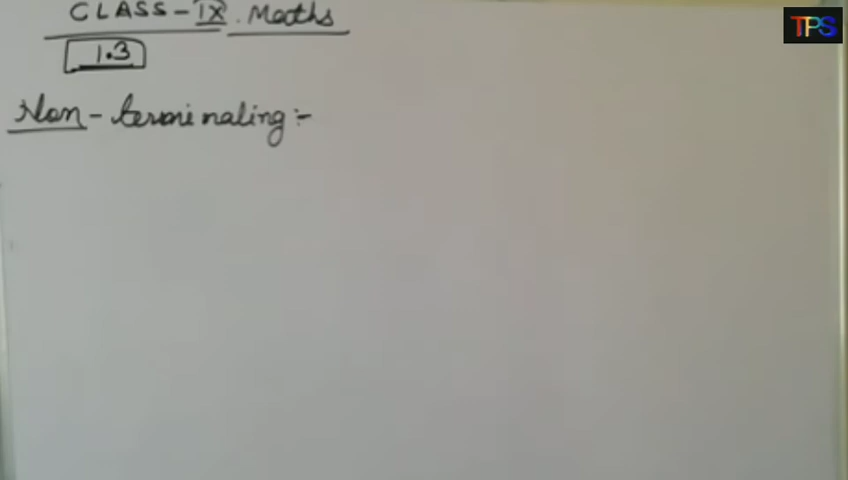 CLASS - IX. Maths
TPS
1.3
Non - terminating :-